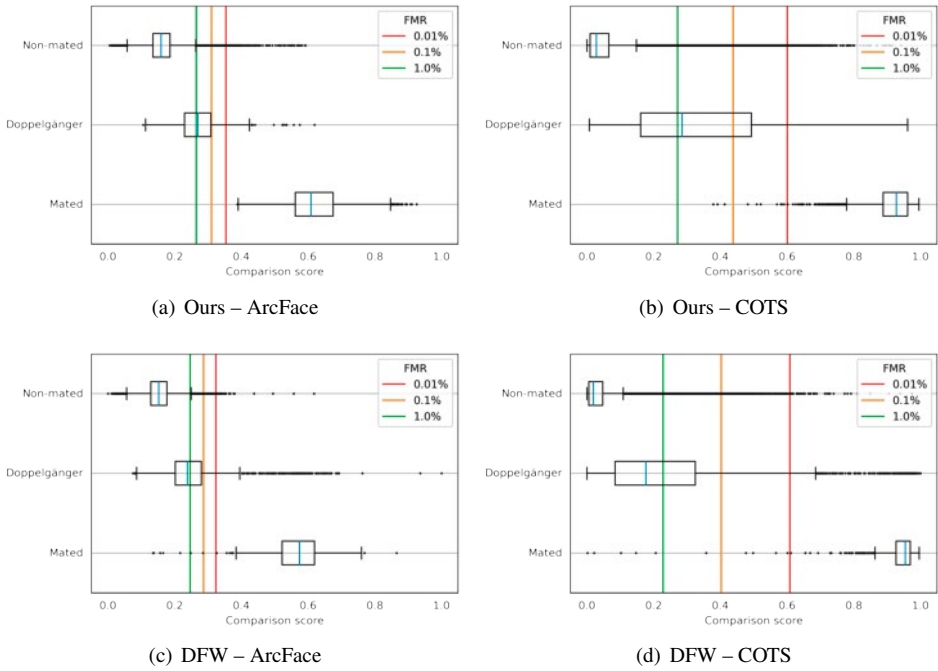 FMR
0.01%
0.1%
1.0%
Non-mated
Doppelgänger
Mated
0.0 0.2 0.4 0.6 0.8 1.0
Comparison score
(a) Ours – ArcFace
FMR
0.01%
0.1%
1.0%
Non-mated
Doppelgänger
Mated
0.0 0.2 0.4 0.6 0.8 1.0
Comparison score
(b) Ours – COTS
FMR
0.01%
0.1%
1.0%
Non-mated
Doppelgänger
Mated
0.0 0.2 0.4 0.6 0.8 1.0
Comparison score
(c) DFW – ArcFace
FMR
0.01%
0.1%
1.0%
Non-mated
Doppelgänger
Mated
0.0 0.2 0.4 0.6 0.8 1.0
Comparison score
(d) DFW – COTS